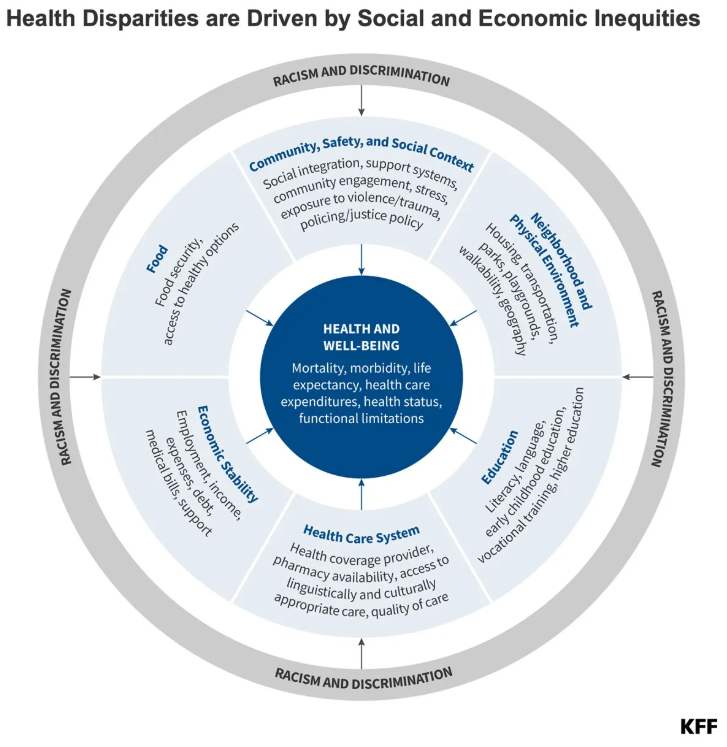 Health Disparities are Driven by Social and Economic Inequities
RACISM AND DISCRIMINATION
Community, Safety, and Social Context
Social integration, support systems,
community engagement, stress,
exposure to violence/trauma,
policing/justice policy
Neighborhood and
Physical Environment
Housing, transportation,
parks, playgrounds,
walkability, geography
RACISM AND DISCRIMINATION
Education
Literacy, language,
early childhood education,
vocational training, higher education
Health Care System
Health coverage provider,
pharmacy availability, access to
linguistically and culturally
appropriate care, quality of care
RACISM AND DISCRIMINATION
Economic Stability
Employment, income,
expenses, debt,
medical bills, support
RACISM AND DISCRIMINATION
Food
Food security,
access to healthy options
HEALTH AND
WELL-BEING
Mortality, morbidity, life
expectancy, health care
expenditures, health status,
functional limitations
KFF